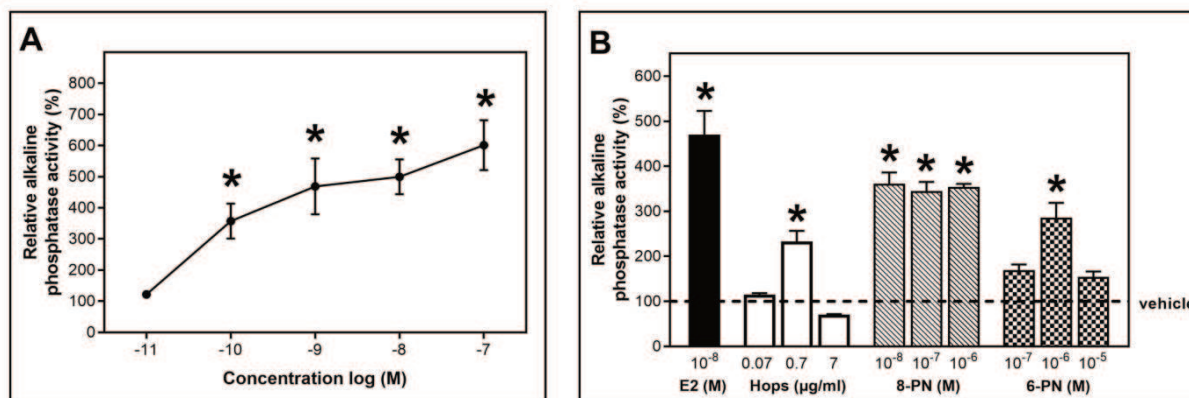 A
Relative alkaline
phosphatase activity (%)
800
700
600
500
400
300
200
100
0
-11 -10 -9 -8 -7
Concentration log (M)
B
Relative alkaline
phosphatase activity (%)
600
500
400
300
200
100
0
* * * *
* * * * * *
vehicle
10⁻⁸ 0.07 0.7 7 10⁻⁸ 10⁻⁷ 10⁻⁶ 10⁻⁷ 10⁻⁶ 10⁻⁵
E2 (M) Hops (µg/ml) 8-PN (M) 6-PN (M)